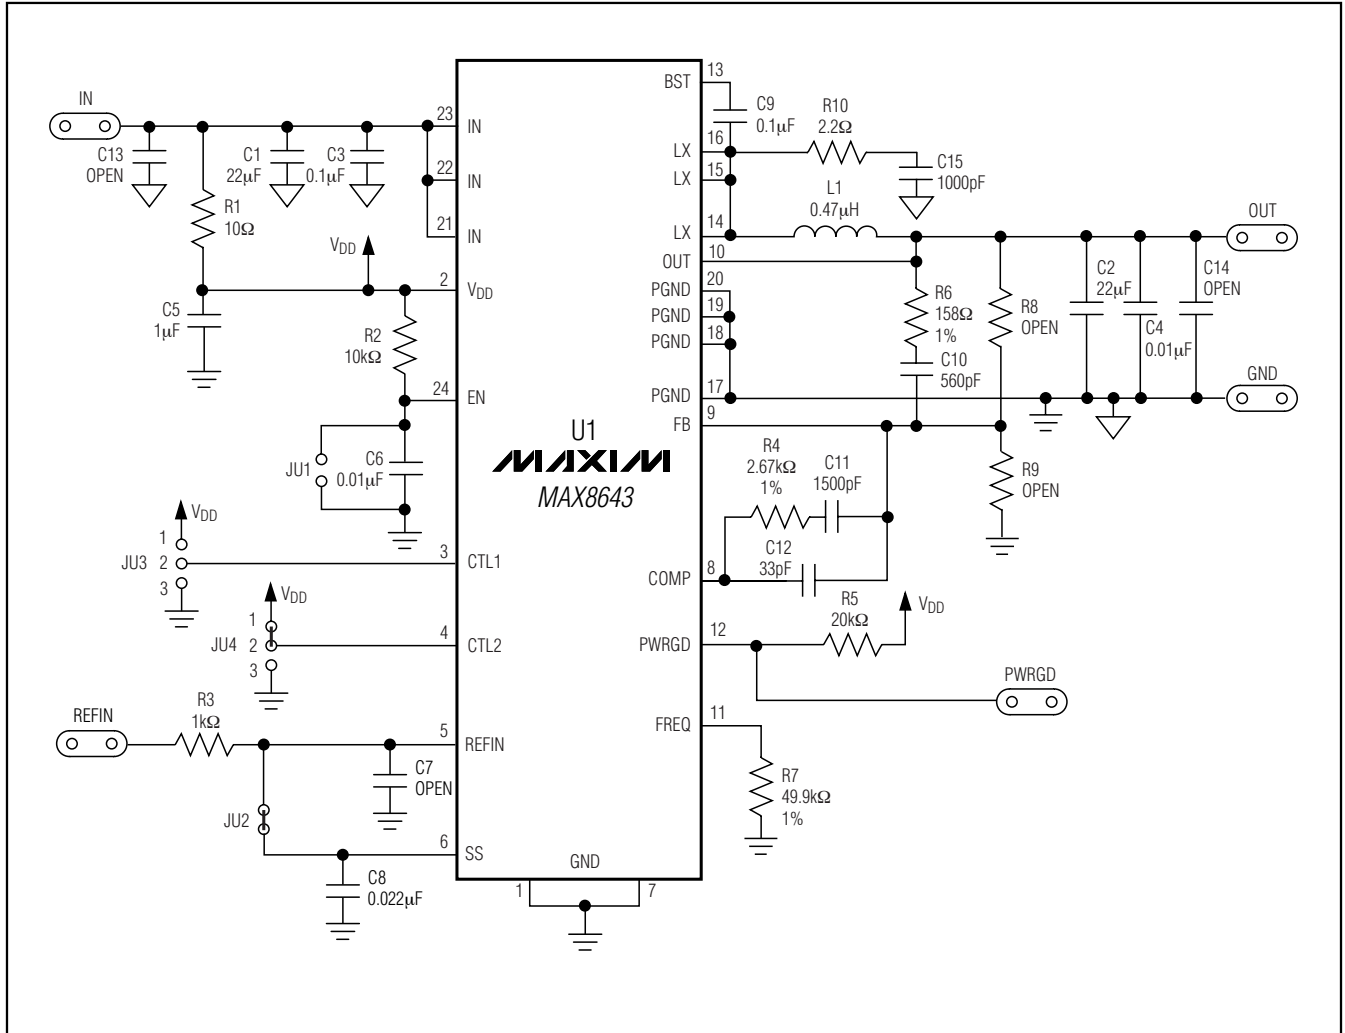 IN
C13
OPEN
C1
22µF
C3
0.1µF
R1
10Ω
VDD
C5
1µF
R2
10kΩ
JU1
C6
0.01µF
VDD
JU3
1
2
3
VDD
JU4
1
2
3
REFIN
R3
1kΩ
C7
OPEN
JU2
C8
0.022µF
23
IN
22
IN
21
IN
2
VDD
24
EN
3
CTL1
4
CTL2
5
REFIN
6
SS
U1
MAXIM
MAX8643
GND
1
7
BST
13
LX
16
LX
15
LX
14
OUT
10
PGND
20
PGND
19
PGND
18
PGND
17
FB
9
COMP
8
PWRGD
12
FREQ
11
C9
0.1µF
R10
2.2Ω
C15
1000pF
L1
0.47µH
OUT
R6
158Ω
1%
C10
560pF
R8
OPEN
C2
22µF
C4
0.01µF
C14
OPEN
GND
R4
2.67kΩ
1%
C11
1500pF
C12
33pF
R9
OPEN
R5
20kΩ
VDD
PWRGD
R7
49.9kΩ
1%